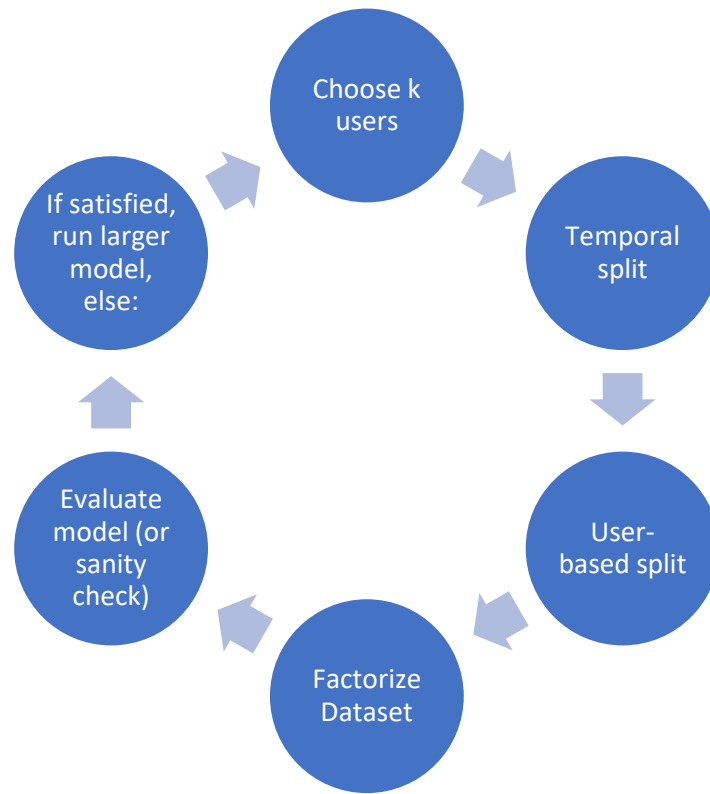 Choose k
users
Temporal
split
User-
based split
Factorize
Dataset
Evaluate
model (or
sanity
check)
If satisfied,
run larger
model,
else: